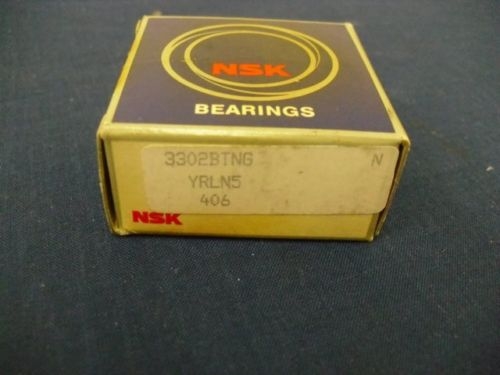 NSK
BEARINGS
3302BTNG N
YRLN5
406
NSK